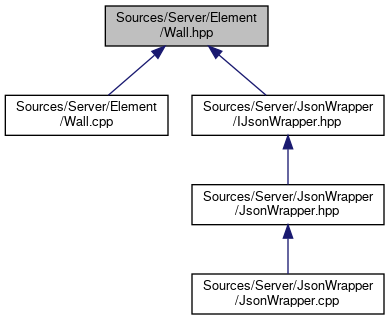 Sources/Server/Element
/Wall.hpp
Sources/Server/Element
/Wall.cpp
Sources/Server/JsonWrapper
/IJsonWrapper.hpp
Sources/Server/JsonWrapper
/JsonWrapper.hpp
Sources/Server/JsonWrapper
/JsonWrapper.cpp